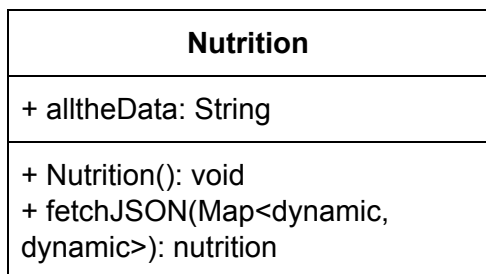 Nutrition
+ alltheData: String
+ Nutrition(): void
+ fetchJSON(Map<dynamic,
dynamic>): nutrition